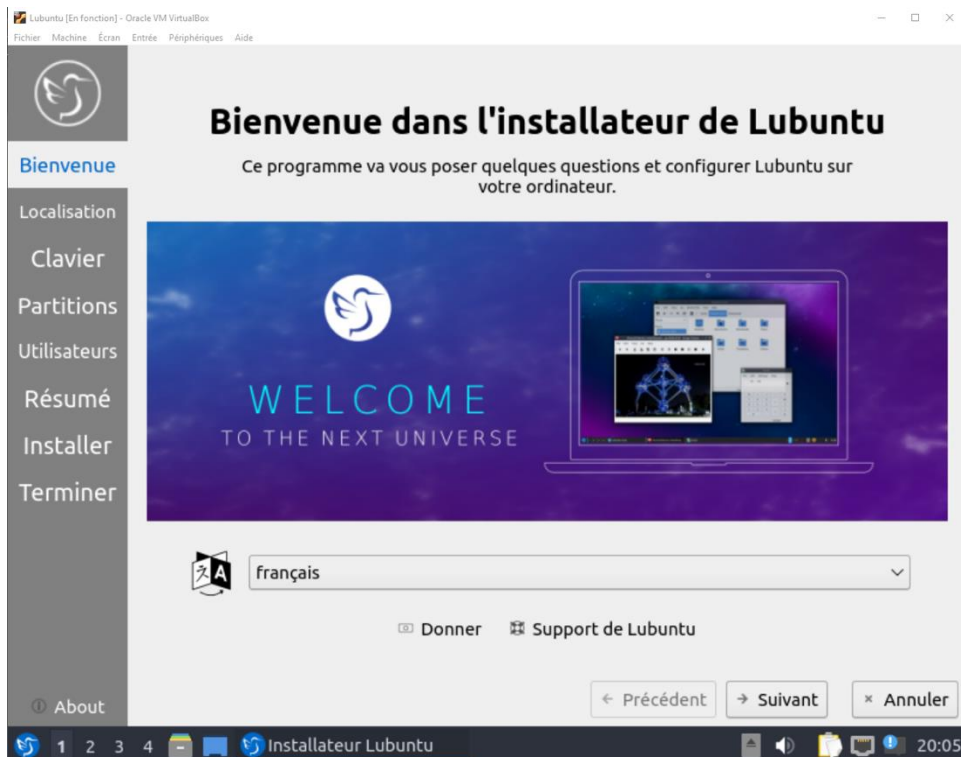 Lubuntu [En fonction] - Oracle VM VirtualBox
Fichier Machine Écran Entrée Périphériques Aide
Bienvenue dans l'installateur de Lubuntu
Ce programme va vous poser quelques questions et configurer Lubuntu sur
votre ordinateur.
Bienvenue
Localisation
Clavier
Partitions
Utilisateurs
Résumé
Installer
Terminer
About
WELCOME
TO THE NEXT UNIVERSE
français
Donner Support de Lubuntu
Précédent Suivant Annuler
1 2 3 4 Installateur Lubuntu 20:05